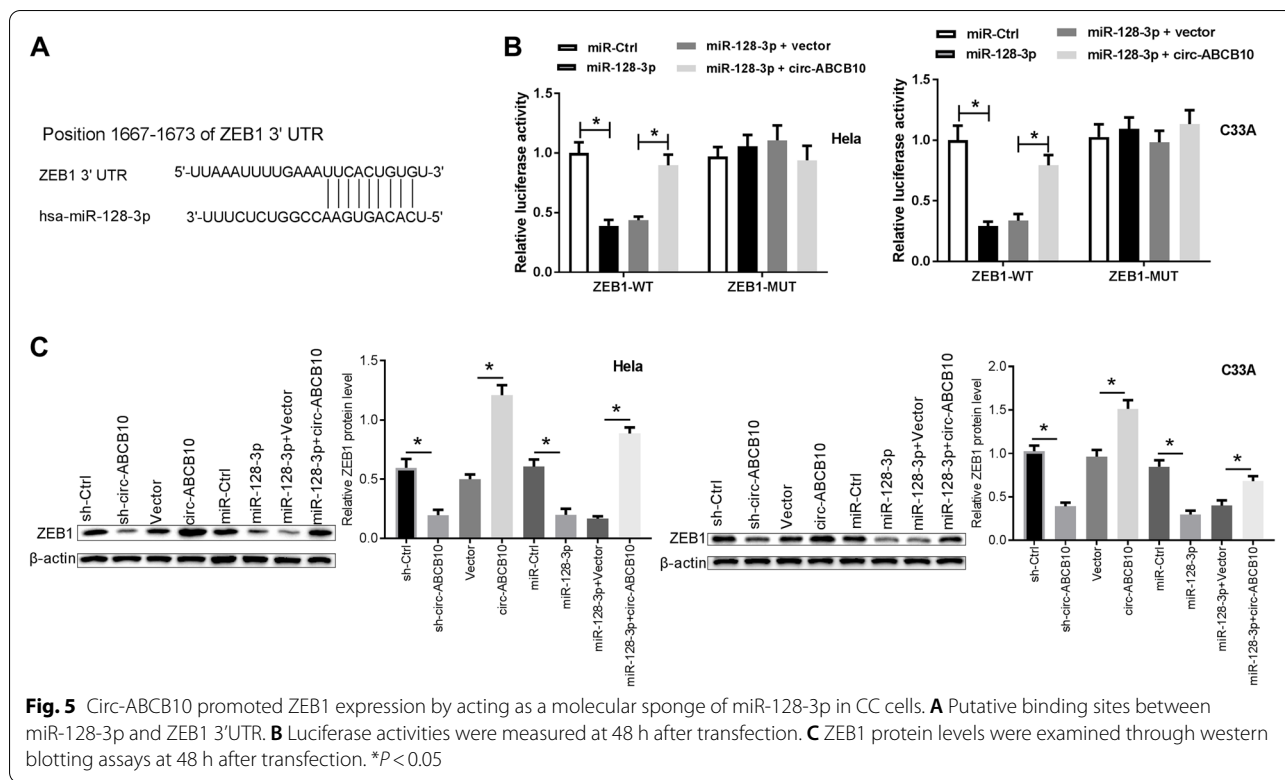 A
Position 1667-1673 of ZEB1 3' UTR
ZEB1 3' UTR 5'-UUAAAUUUUGAAAUUCACUGUGU-3'
hsa-miR-128-3p 3'-UUUCUCUGGCCAAGUGACACU-5'
B
miR-Ctrl miR-128-3p + vector
miR-128-3p miR-128-3p + circ-ABCB10
Relative luciferase activity
1.5
1.0
0.5
0.0
* *
Hela
ZEB1-WT ZEB1-MUT
miR-Ctrl miR-128-3p + vector
miR-128-3p miR-128-3p + circ-ABCB10
Relative luciferase activity
1.5
1.0
0.5
0.0
* *
C33A
ZEB1-WT ZEB1-MUT
C
sh-Ctrl
sh-circ-ABCB10
Vector
circ-ABCB10
miR-Ctrl
miR-128-3p
miR-128-3p+Vector
miR-128-3p+circ-ABCB10
ZEB1
β-actin
Relative ZEB1 protein level
1.5
1.0
0.5
0.0
* * * *
Hela
sh-Ctrl
sh-circ-ABCB10
Vector
circ-ABCB10
miR-Ctrl
miR-128-3p
miR-128-3p+Vector
miR-128-3p+circ-ABCB10
sh-Ctrl
sh-circ-ABCB10
Vector
circ-ABCB10
miR-Ctrl
miR-128-3p
miR-128-3p+Vector
miR-128-3p+circ-ABCB10
ZEB1
β-actin
Relative ZEB1 protein level
2.0
1.5
1.0
0.5
0.0
* * * *
C33A
sh-Ctrl
sh-circ-ABCB10
Vector
circ-ABCB10
miR-Ctrl
miR-128-3p
miR-128-3p+Vector
miR-128-3p+circ-ABCB10
Fig. 5 Circ-ABCB10 promoted ZEB1 expression by acting as a molecular sponge of miR-128-3p in CC cells. A Putative binding sites between
miR-128-3p and ZEB1 3'UTR. B Luciferase activities were measured at 48 h after transfection. C ZEB1 protein levels were examined through western
blotting assays at 48 h after transfection. *P < 0.05